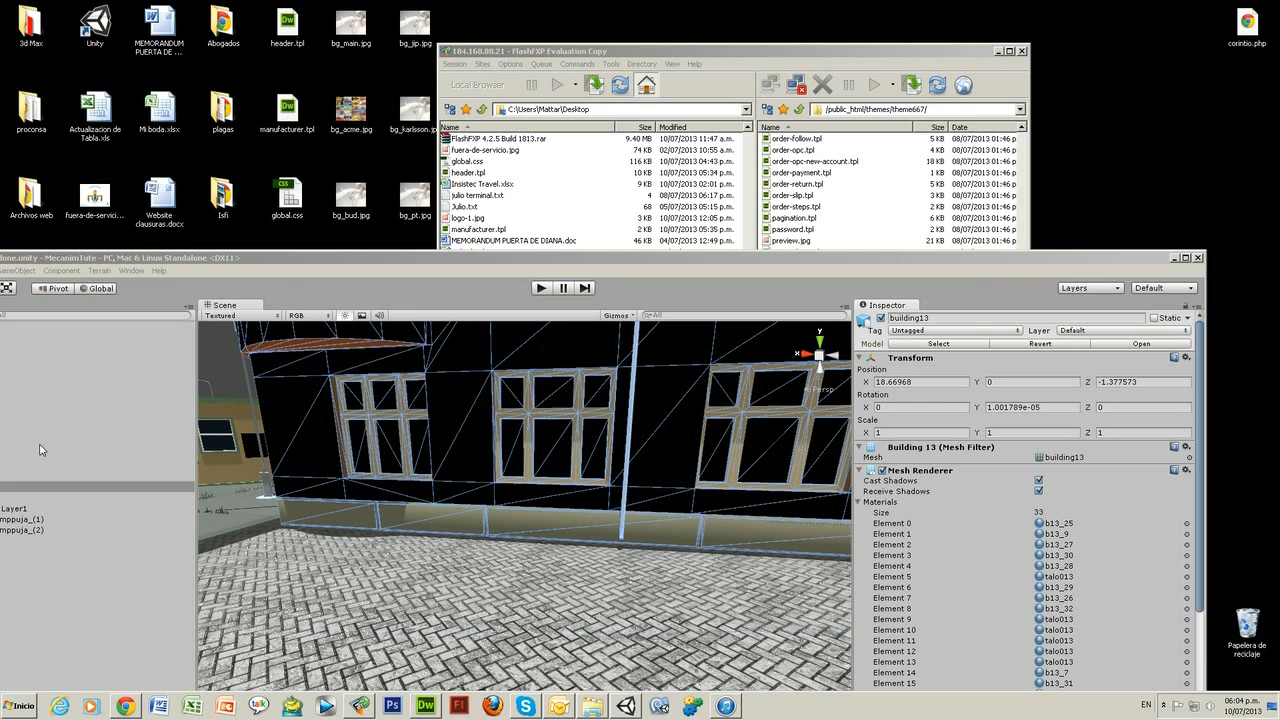 3d Max
Unity
MEMORANDUM PUERTA DE ...
Abogados
header.tpl
bg_main.jpg
bg_jip.jpg
corintio.php
proconsa
Actualizacion de Tabla.xls
Mi boda.xlsx
plagas
manufacturer.tpl
bg_acme.jpg
bg_karlsson.j
Archivos web
fuera-de-servici...
Website clausuras.docx
Isfi
global.css
bg_bud.jpg
bg_pt.jpg
184.168.80.21 - FlashFXP Evaluation Copy
Session Sites Options Queue Commands Tools Directory View Help
Local Browser
C:\Users\Mattar\Desktop
/public_html/themes/theme667/
Name Size Modified
Name Size Date
FlashFXP 4.2.5 Build 1813.rar 9.40 MB 10/07/2013 11:47 a.m.
fuera-de-servicio.jpg 74 KB 02/07/2013 10:55 a.m.
global.css 116 KB 10/07/2013 04:43 p.m.
header.tpl 10 KB 10/07/2013 05:34 p.m.
Insistec Travel.xlsx 9 KB 10/07/2013 02:01 p.m.
julio terminal.txt 4 08/07/2013 06:17 p.m.
Julio.txt 68 08/07/2013 05:15 p.m.
logo-1.jpg 3 KB 10/07/2013 12:05 p.m.
manufacturer.tpl 2 KB 10/07/2013 05:35 p.m.
MEMORANDUM PUERTA DE DIANA.doc 46 KB 04/07/2013 12:49 p.m.
order-follow.tpl 5 KB 08/07/2013 01:46 p
order-opc.tpl 4 KB 08/07/2013 01:46 p
order-opc-new-account.tpl 18 KB 08/07/2013 01:46 p
order-payment.tpl 1 KB 08/07/2013 01:46 p
order-return.tpl 5 KB 08/07/2013 01:46 p
order-slip.tpl 3 KB 08/07/2013 01:46 p
order-steps.tpl 2 KB 08/07/2013 01:46 p
pagination.tpl 6 KB 08/07/2013 01:46 p
password.tpl 2 KB 08/07/2013 01:46 p
preview.jpg 21 KB 08/07/2013 01:46 p
done.unity - MecanimTute - PC, Mac & Linux Standalone <DX11>
GameObject Component Terrain Window Help
Pivot Global
Layers Default
Scene
Textured RGB Gizmos All
All
Layer1
mppuja_(1)
mppuja_(2)
y
x
Persp
Inspector
building13 Static
Tag Untagged Layer Default
Model Select Revert Open
Transform
Position
X 18.66968 Y 0 Z -1.377573
Rotation
X 0 Y 1.001789e-05 Z 0
Scale
X 1 Y 1 Z 1
Building 13 (Mesh Filter)
Mesh building13
Mesh Renderer
Cast Shadows
Receive Shadows
Materials
Size 33
Element 0 b13_25
Element 1 b13_9
Element 2 b13_27
Element 3 b13_30
Element 4 b13_28
Element 5 talo013
Element 6 b13_29
Element 7 b13_26
Element 8 b13_32
Element 9 talo013
Element 10 talo013
Element 11 talo013
Element 12 talo013
Element 13 talo013
Element 14 b13_7
Element 15 b13_31
Papelera de reciclaje
Inicio
talk
Ps
Dw
Fl
EN
06:04 p.m.
10/07/2013